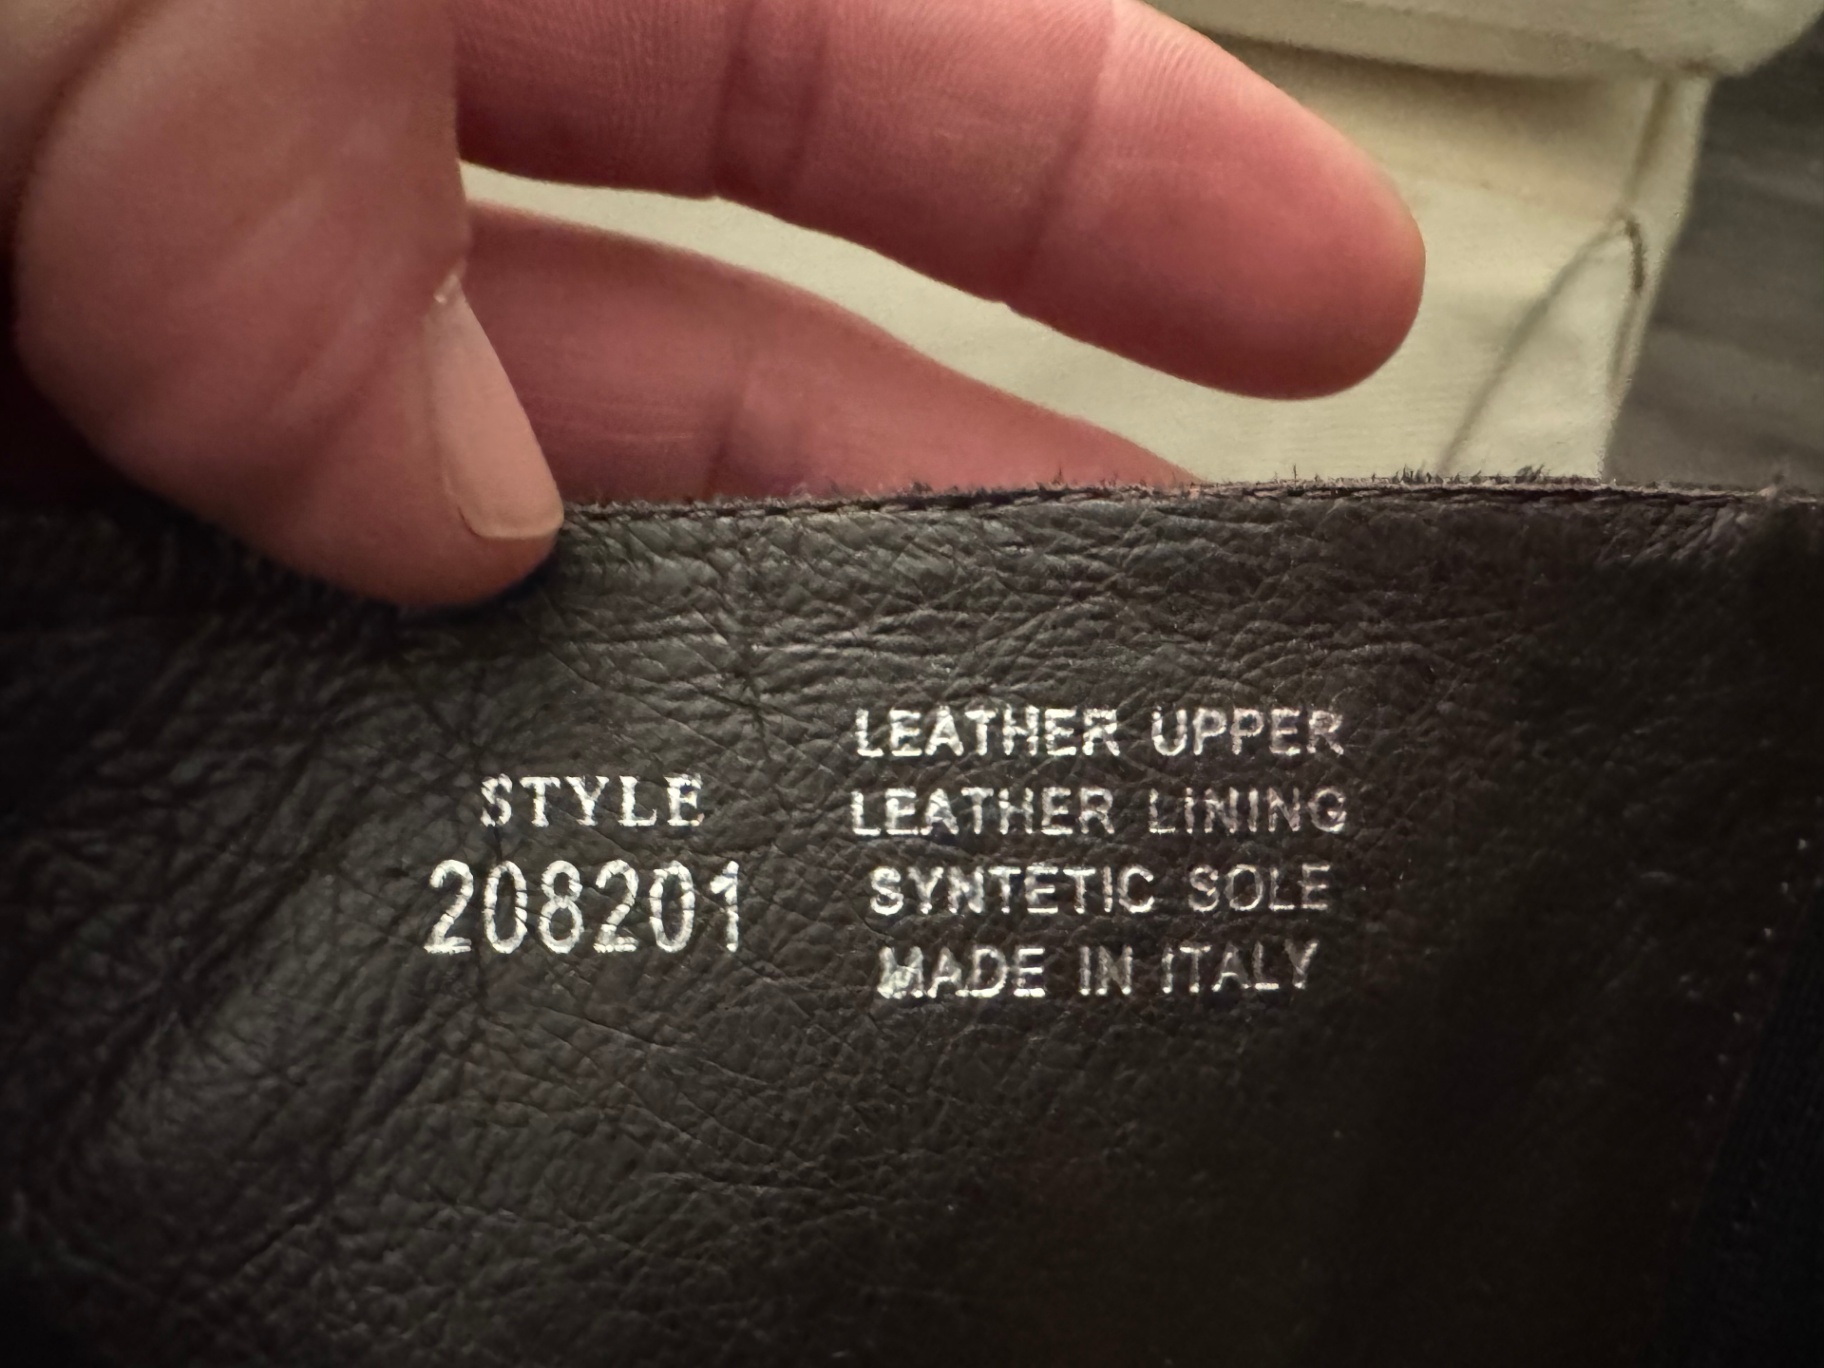 STYLE
208201
LEATHER UPPER
LEATHER LINING
SYNTETIC SOLE
MADE IN ITALY